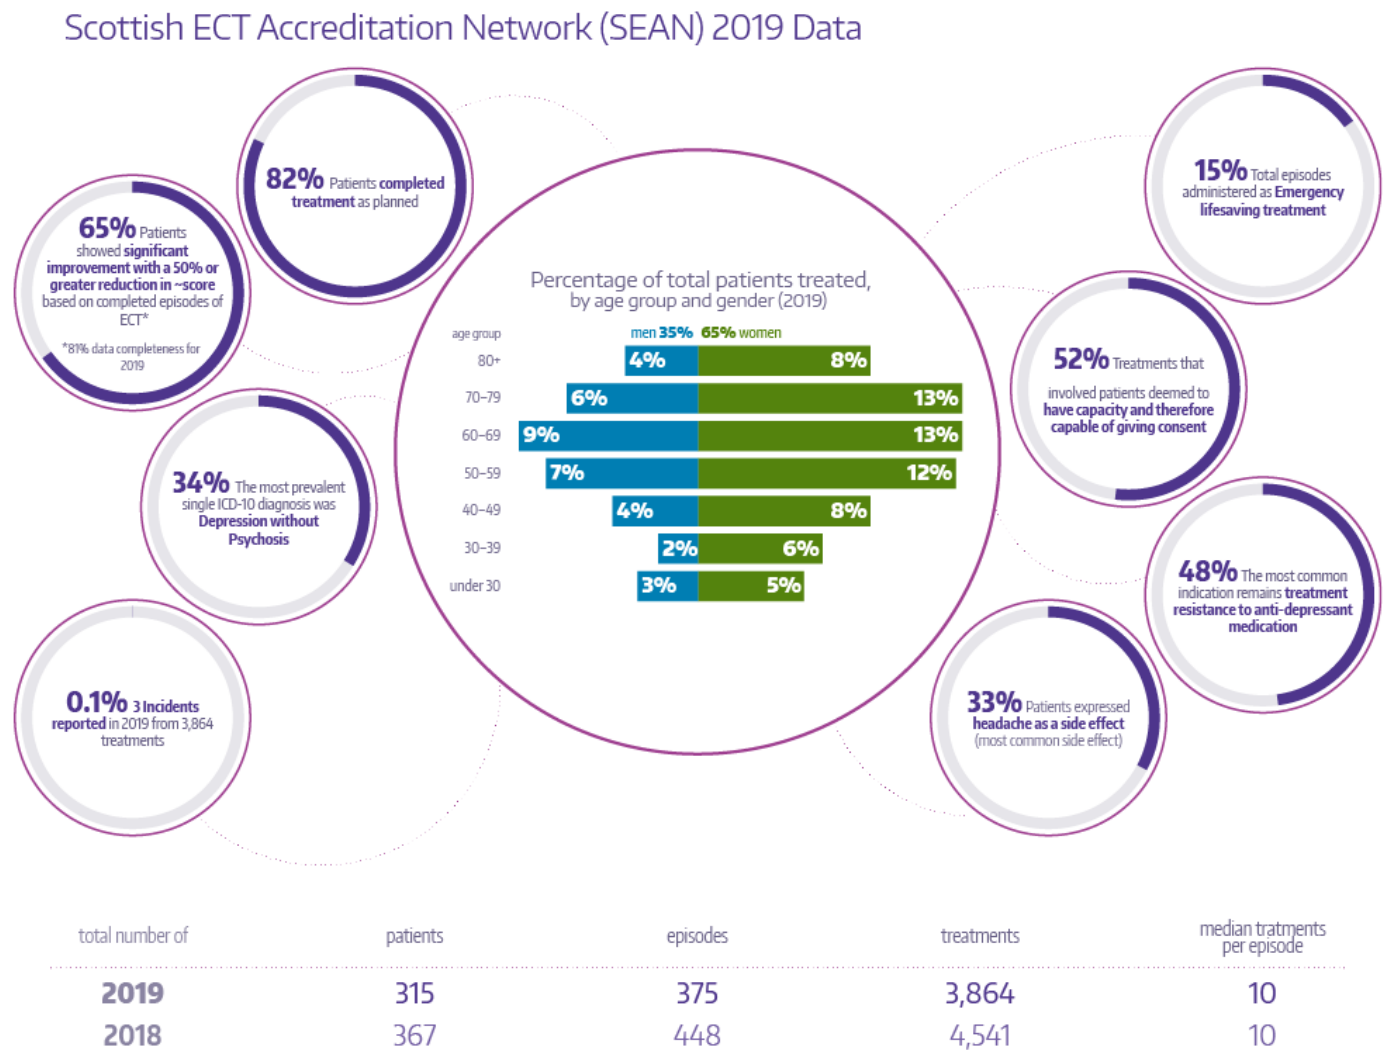 Scottish ECT Accreditation Network (SEAN) 2019 Data
82% Patients completed
treatment as planned
65% Patients
showed significant
improvement with a 50% or
greater reduction in ~score
based on completed episodes of
ECT*
*81% data completeness for
2019
34% The most prevalent
single ICD-10 diagnosis was
Depression without
Psychosis
0.1% 3 Incidents
reported in 2019 from 3,864
treatments
Percentage of total patients treated,
by age group and gender (2019)
age group men 35% 65% women
80+ 4% 8%
70–79 6% 13%
60–69 9% 13%
50–59 7% 12%
40–49 4% 8%
30–39 2% 6%
under 30 3% 5%
15% Total episodes
administered as Emergency
lifesaving treatment
52% Treatments that
involved patients deemed to
have capacity and therefore
capable of giving consent
48% The most common
indication remains treatment
resistance to anti-depressant
medication
33% Patients expressed
headache as a side effect
(most common side effect)
total number of patients episodes treatments median tratments
per episode
2019 315 375 3,864 10
2018 367 448 4,541 10